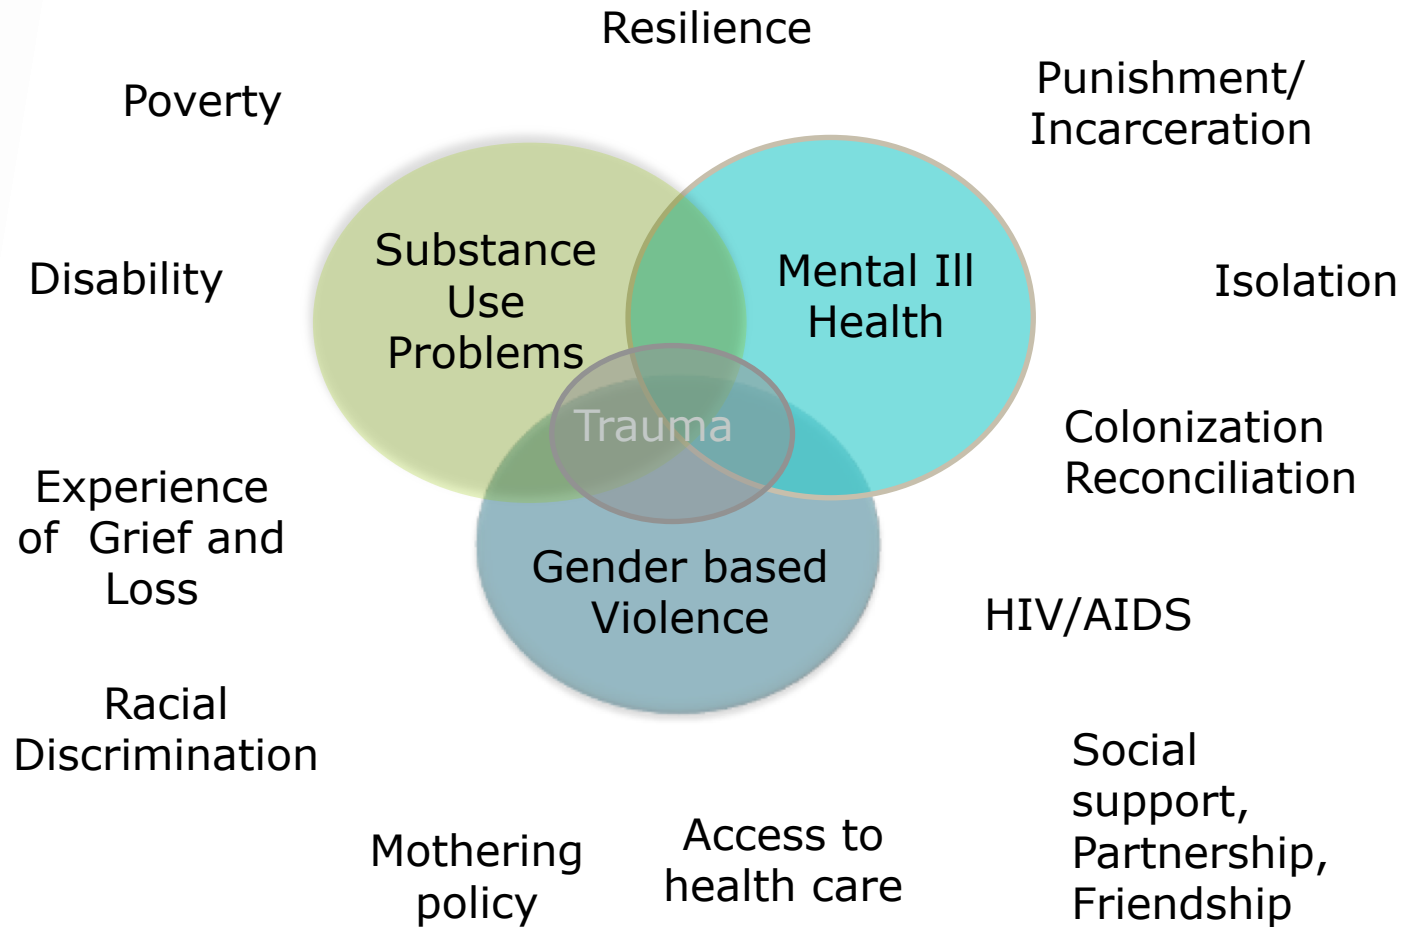 Resilience
Poverty
Punishment/
Incarceration
Substance
Use
Problems
Mental Ill
Health
Disability
Isolation
Trauma
Colonization
Reconciliation
Experience
of  Grief and
Loss
Gender based
Violence
HIV/AIDS
Racial
Discrimination
Social
support,
Partnership,
Friendship
Mothering
policy
Access to
health care